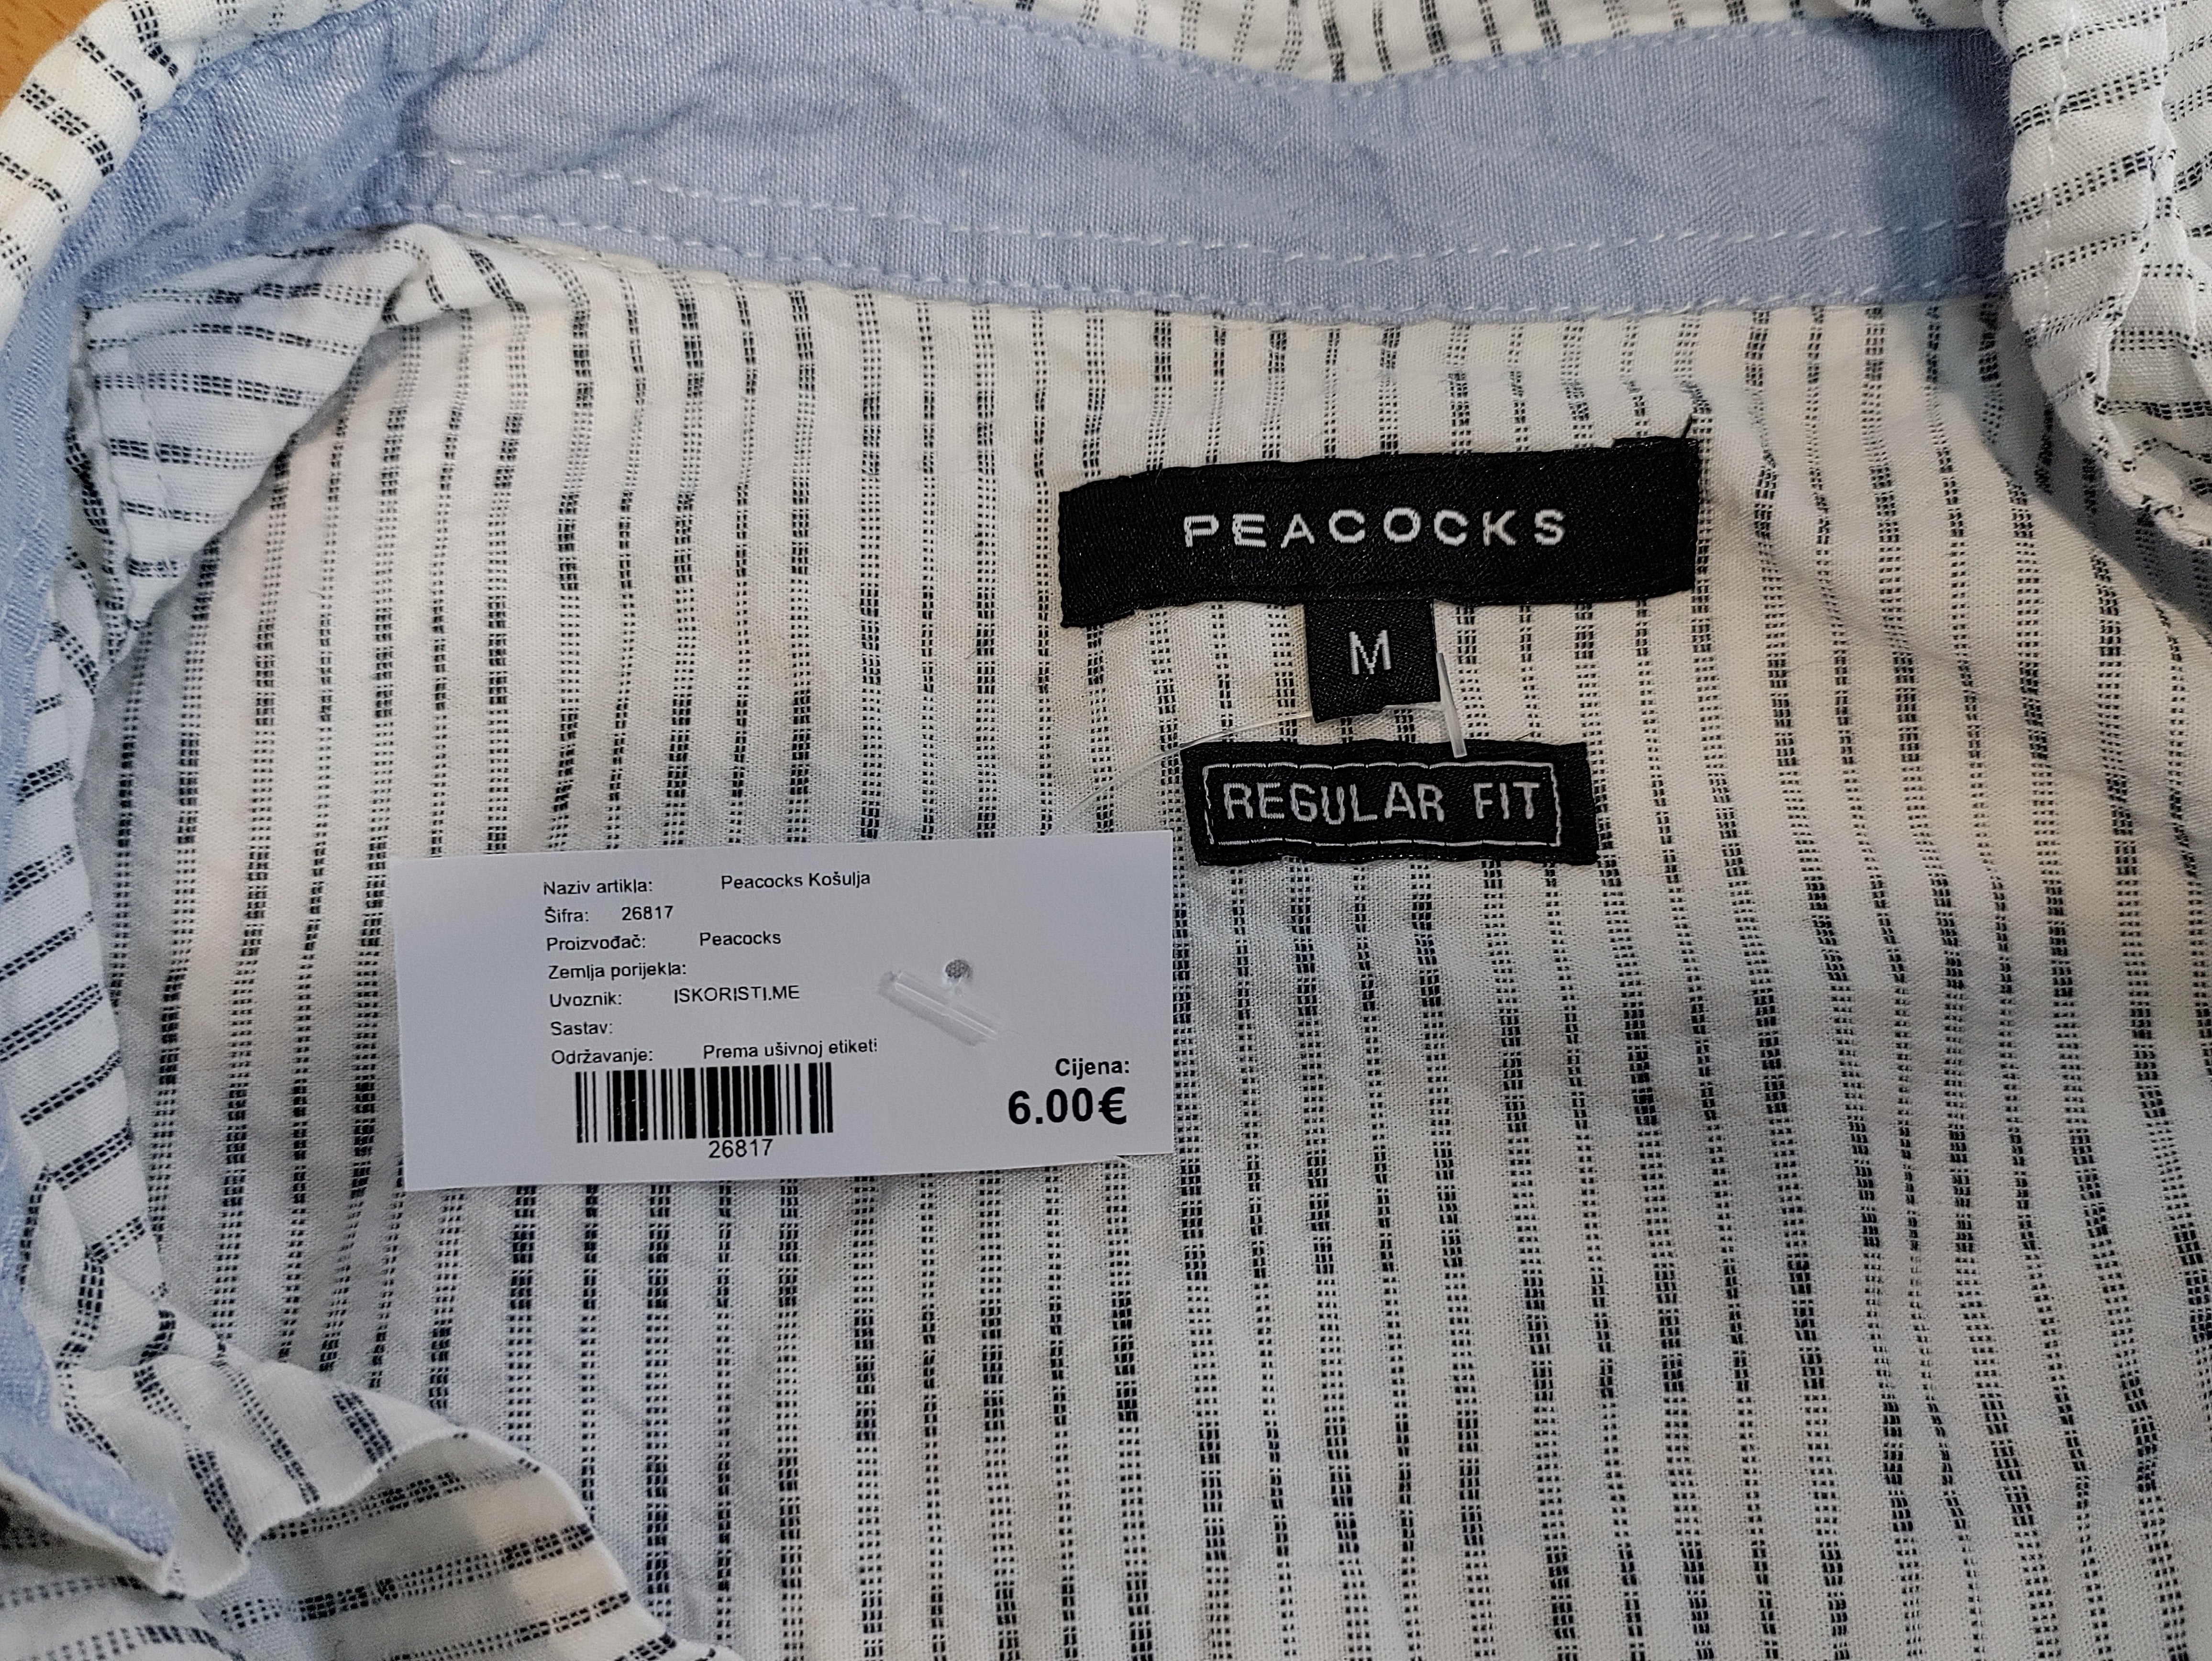 PEACOCKS
M
REGULAR FIT
Naziv artikla: Peacocks Košulja
Šifra: 26817
Proizvođač: Peacocks
Zemlja porijekla:
Uvoznik: ISKORISTI.ME
Sastav:
Održavanje: Prema ušivnoj etiketi
Cijena:
6.00€
26817